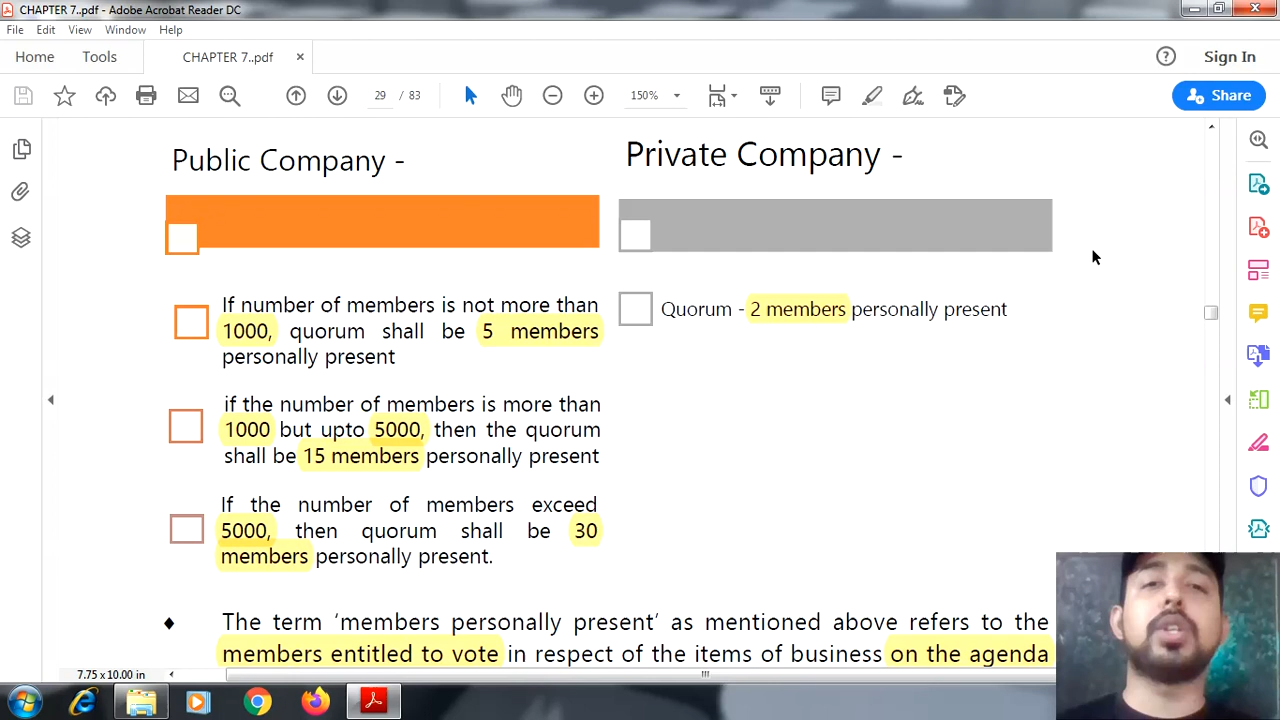 CHAPTER 7..pdf - Adobe Acrobat Reader DC
File Edit View Window Help
Home Tools CHAPTER 7..pdf × Sign In
29 / 83 150% Share
Public Company -
Private Company -
If number of members is not more than
1000, quorum shall be 5 members
personally present
Quorum - 2 members personally present
if the number of members is more than
1000 but upto 5000, then the quorum
shall be 15 members personally present
If the number of members exceed
5000, then quorum shall be 30
members personally present.
♦ The term ‘members personally present’ as mentioned above refers to the
members entitled to vote in respect of the items of business on the agenda
7.75 x 10.00 in